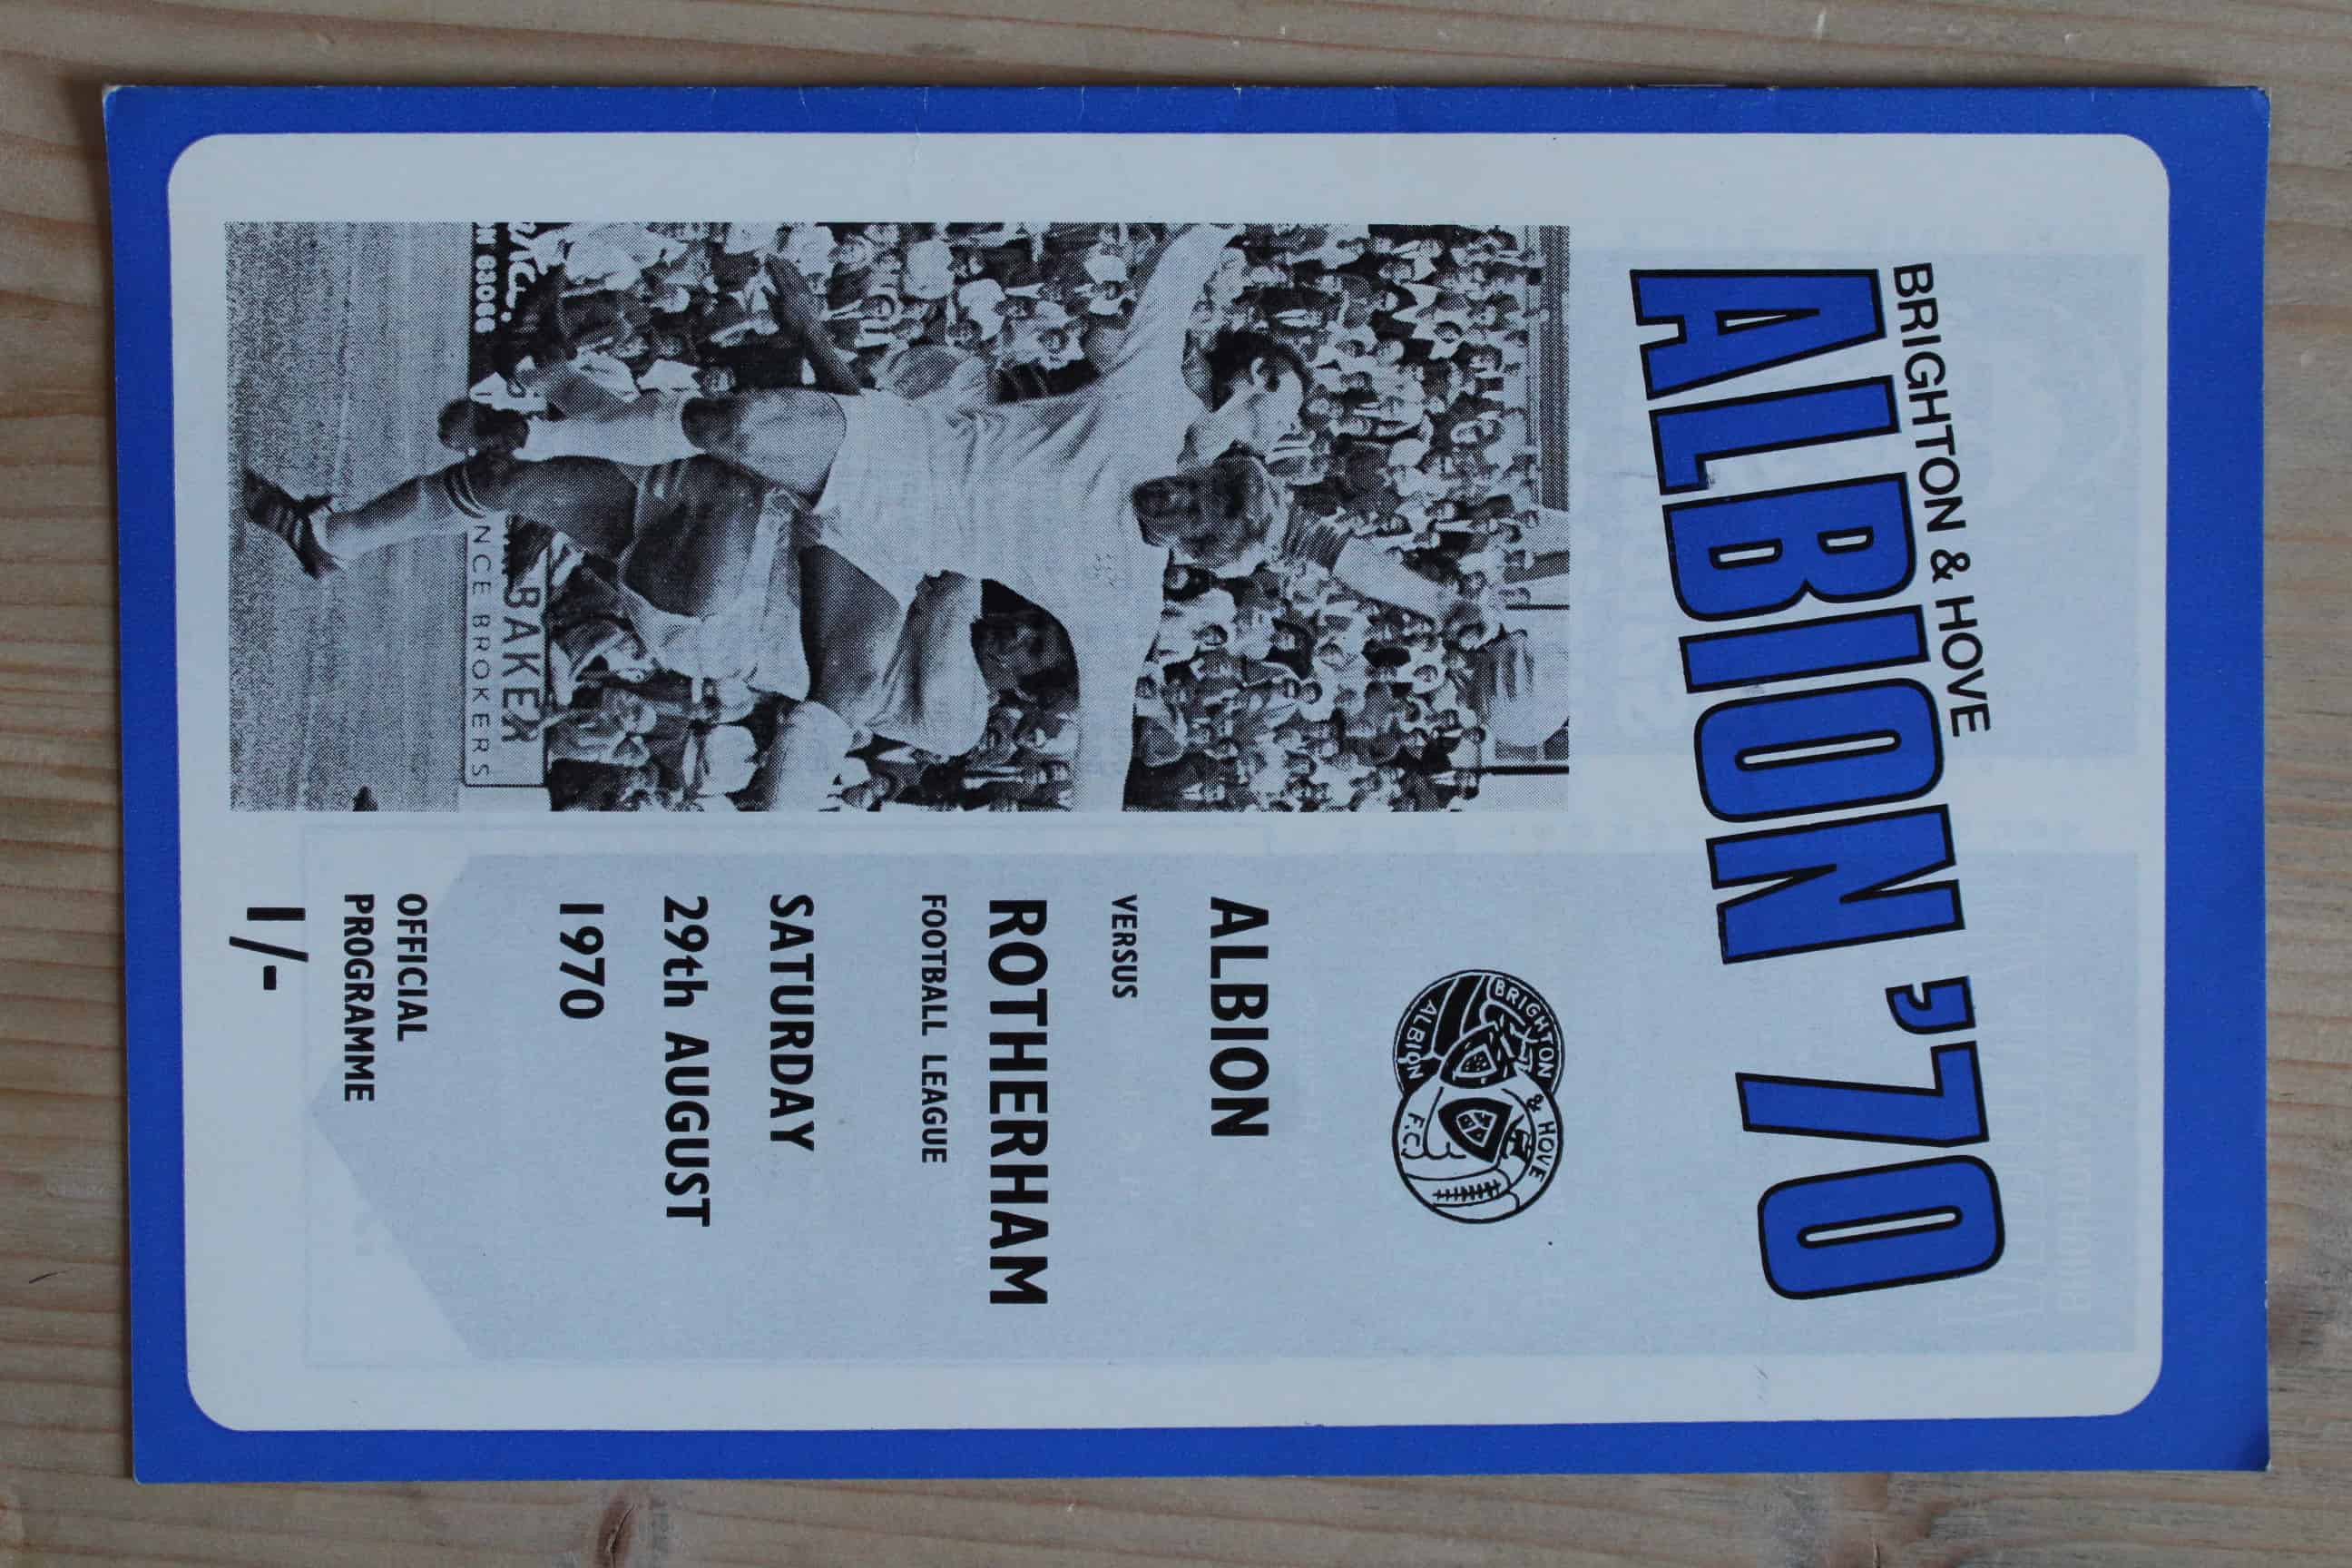 BRIGHTON & HOVE
ALBION '70
BRIGHTON & HOVE
ALBION F.C.
ALBION
VERSUS
ROTHERHAM
FOOTBALL LEAGUE
SATURDAY
29th AUGUST
1970
OFFICIAL
PROGRAMME
1/-
63066
BAKER
NCE BROKERS